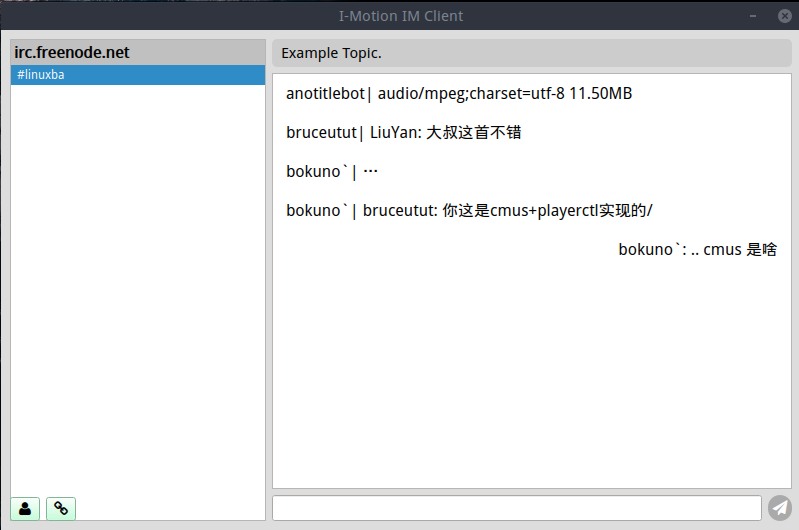 I-Motion IM Client
irc.freenode.net
#linuxba
Example Topic.
anotitlebot| audio/mpeg;charset=utf-8 11.50MB
bruceutut| LiuYan: 大叔这首不错
bokuno`| …
bokuno`| bruceutut: 你这是cmus+playerctl实现的/
bokuno`: .. cmus 是啥